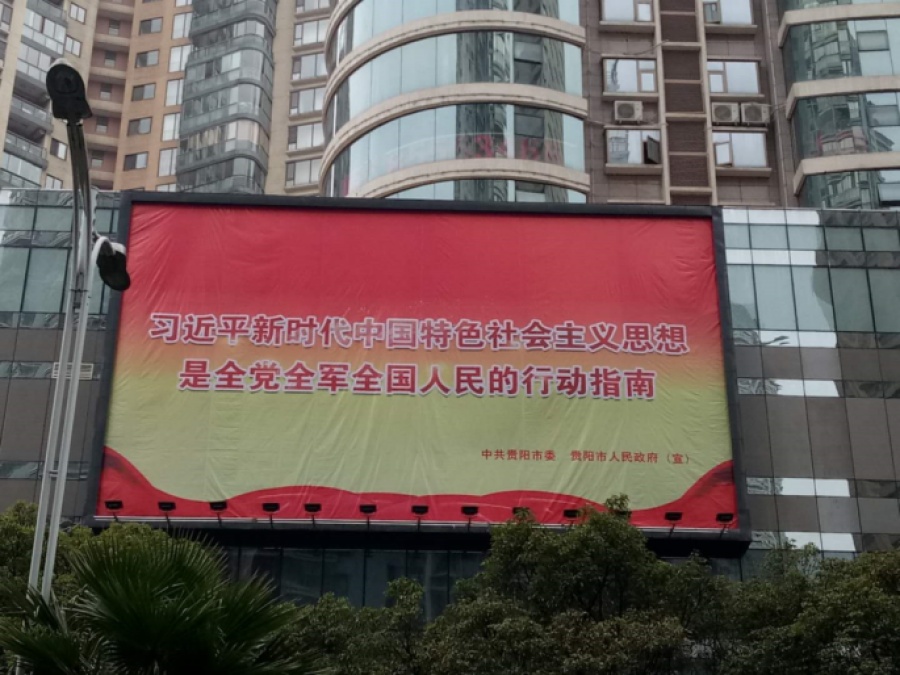 习近平新时代中国特色社会主义思想
是全党全军全国人民的行动指南
中共贵阳市委 贵阳市人民政府（宣）